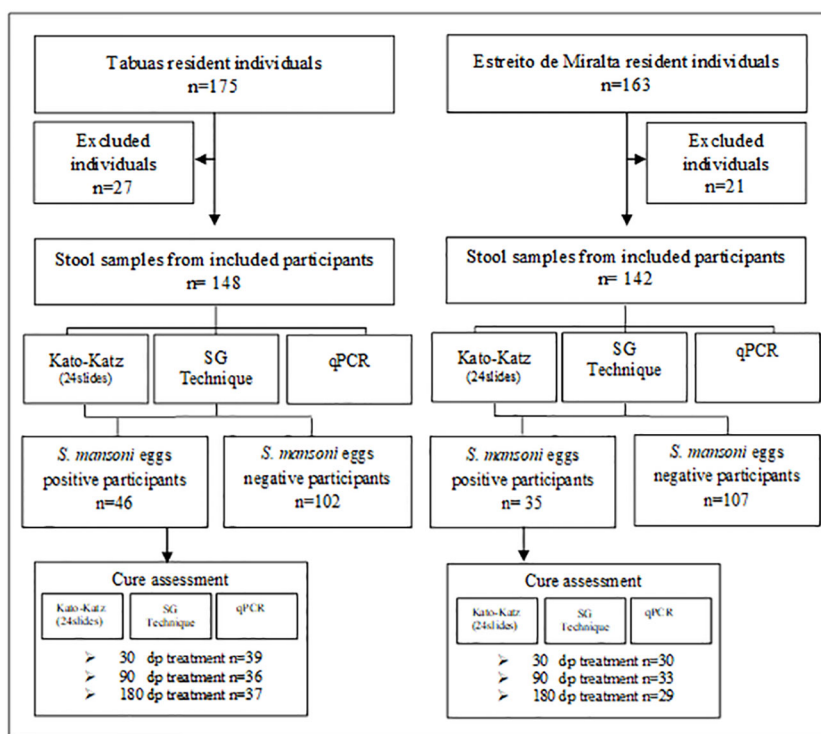 Tabuas resident individuals
n=175
Excluded
individuals
n=27
Stool samples from included participants
n= 148
Kato-Katz
(24slides)
SG
Technique
qPCR
S. mansoni eggs
positive participants
n=46
S. mansoni eggs
negative participants
n=102
Cure assessment
Kato-Katz
(24slides)
SG
Technique
qPCR
➢ 30 dp treatment n=39
➢ 90 dp treatment n=36
➢ 180 dp treatment n=37
Estreito de Miralta resident individuals
n=163
Excluded
individuals
n=21
Stool samples from included participants
n= 142
Kato-Katz
(24slides)
SG
Technique
qPCR
S. mansoni eggs
positive participants
n= 35
S. mansoni eggs
negative participants
n=107
Cure assessment
Kato-Katz
(24slides)
SG
Technique
qPCR
➢ 30 dp treatment n=30
➢ 90 dp treatment n=33
➢ 180 dp treatment n=29